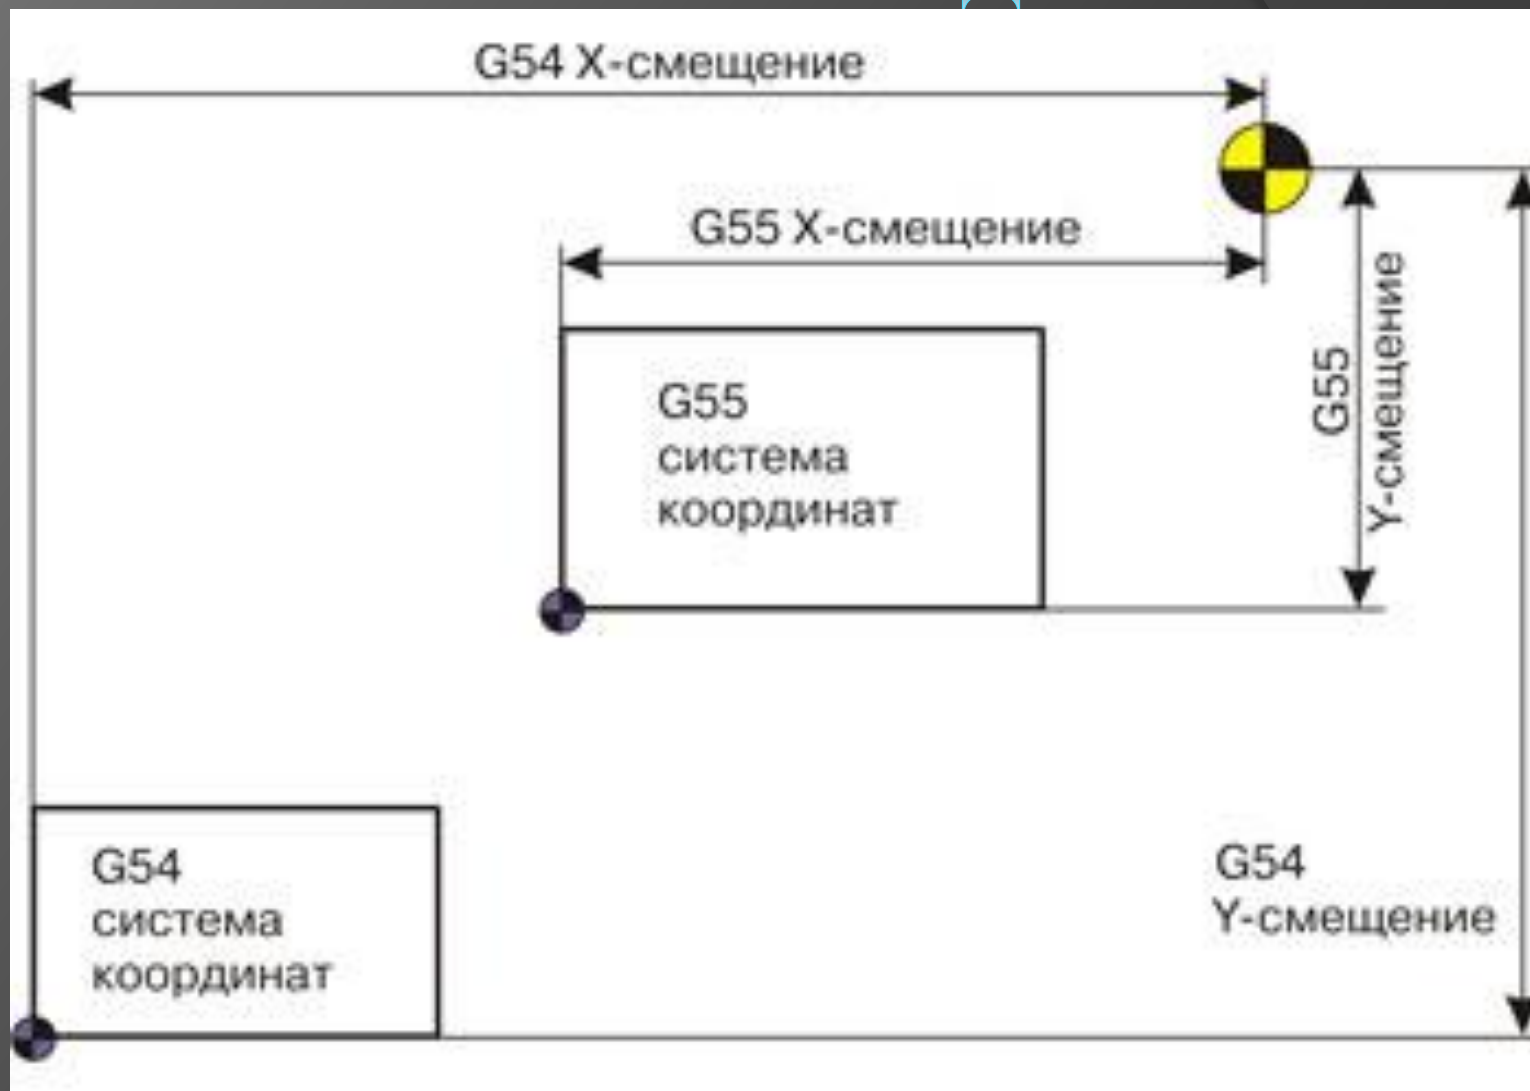 G54 X-смещение
G55 X-смещение
G55
Y-смещение
G55
система
координат
G54
система
координат
G54
Y-смещение